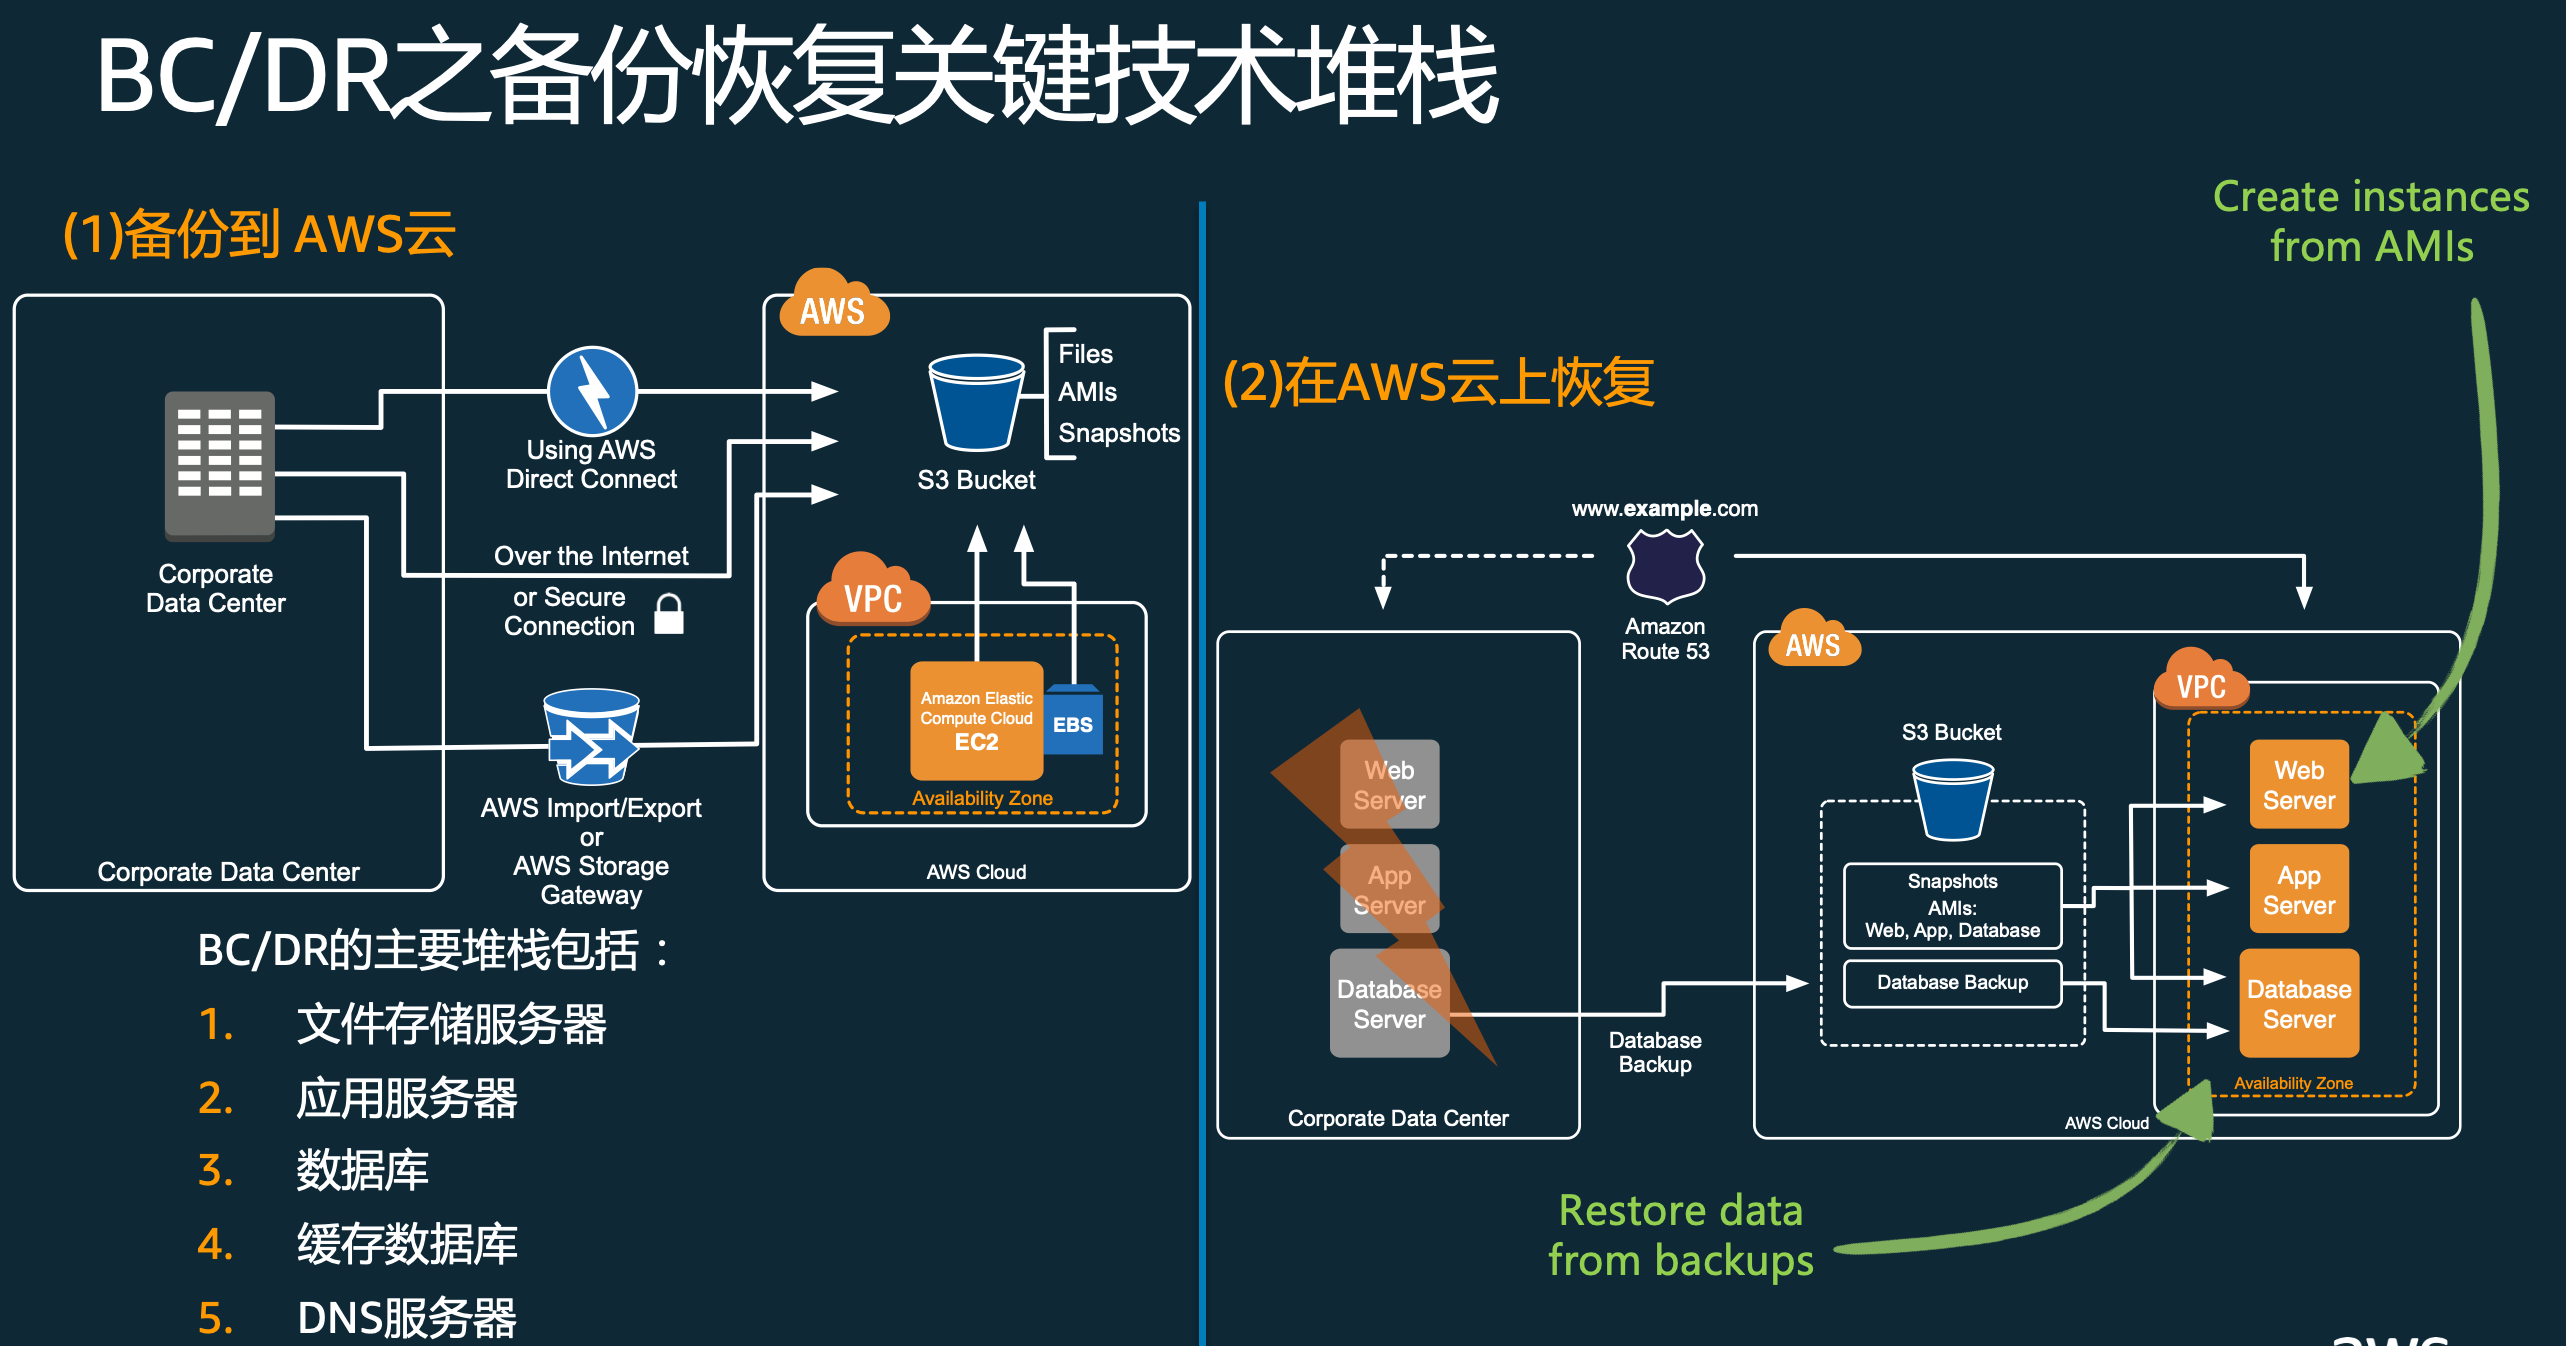 BC/DR之备份恢复关键技术堆栈
(1)备份到 AWS云
AWS
Files
AMIs
Snapshots
S3 Bucket
Using AWS
Direct Connect
Corporate
Data Center
Over the Internet
or Secure
Connection
VPC
Amazon Elastic
Compute Cloud
EC2
EBS
Availability Zone
AWS Import/Export
or
AWS Storage
Gateway
Corporate Data Center
AWS Cloud
BC/DR的主要堆栈包括：
1. 文件存储服务器
2. 应用服务器
3. 数据库
4. 缓存数据库
5. DNS服务器
Create instances
from AMIs
(2)在AWS云上恢复
www.example.com
Amazon
Route 53
AWS
VPC
Web
Server
App
Server
Database
Server
Corporate Data Center
Database
Backup
S3 Bucket
Snapshots
AMIs:
Web, App, Database
Database Backup
Web
Server
App
Server
Database
Server
Availability Zone
AWS Cloud
Restore data
from backups
aws